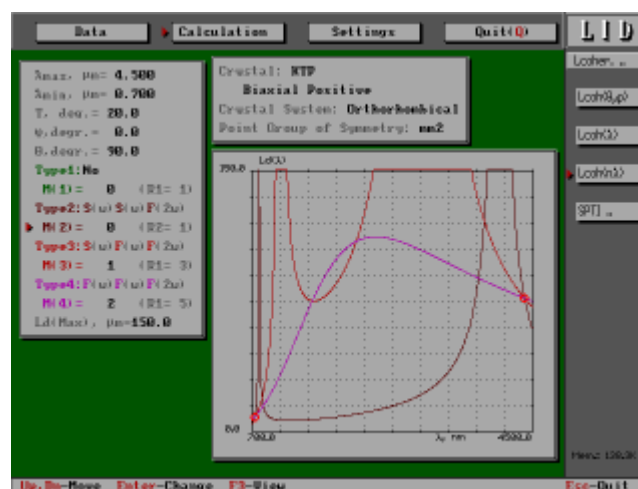 Data
Calculation
Settings
Quit(Q)
LID
λmax, μm= 4.500
λmin, μm= 0.700
T, deg.= 20.0
φ,degr.= 0.0
θ,degr.= 90.0
Type1:No
M(1)= 0 (R1= 1)
Type2:S(ω)S(ω)F(2ω)
M(2)= 0 (R2= 1)
Type3:S(ω)F(ω)F(2ω)
M(3)= 1 (R1= 3)
Type4:F(ω)F(ω)F(2ω)
M(4)= 2 (R1= 5)
Ld(Max), μm=150.0
Crystal: KTP
Biaxial Positive
Crystal System: Orthorhombical
Point Group of Symmetry: mm2
Ld(λ)
150.0
0.0
700.0
λ, nm
4500.0
Lcoher. ..
Lcoh(θ,φ)
Lcoh(λ)
Lcoh(nλ)
SPTI ..
Up,Dn-Move Enter-Change F3-View
Esc-Quit